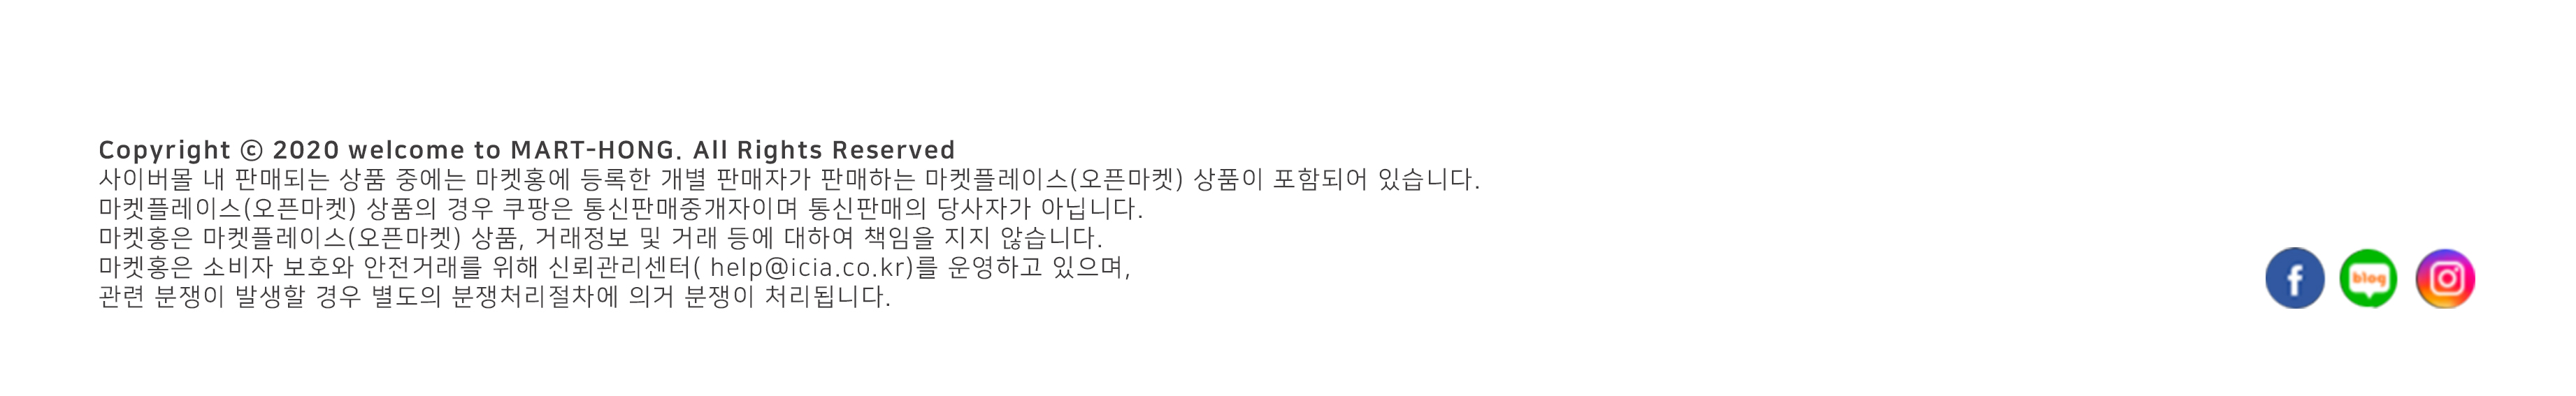 Copyright ⓒ 2020 welcome to MART-HONG. All Rights Reserved
사이버몰 내 판매되는 상품 중에는 마켓홍에 등록한 개별 판매자가 판매하는 마켓플레이스(오픈마켓) 상품이 포함되어 있습니다.
마켓플레이스(오픈마켓) 상품의 경우 쿠팡은 통신판매중개자이며 통신판매의 당사자가 아닙니다.
마켓홍은 마켓플레이스(오픈마켓) 상품, 거래정보 및 거래 등에 대하여 책임을 지지 않습니다.
마켓홍은 소비자 보호와 안전거래를 위해 신뢰관리센터( help@icia.co.kr)를 운영하고 있으며,
관련 분쟁이 발생할 경우 별도의 분쟁처리절차에 의거 분쟁이 처리됩니다.
f
blog